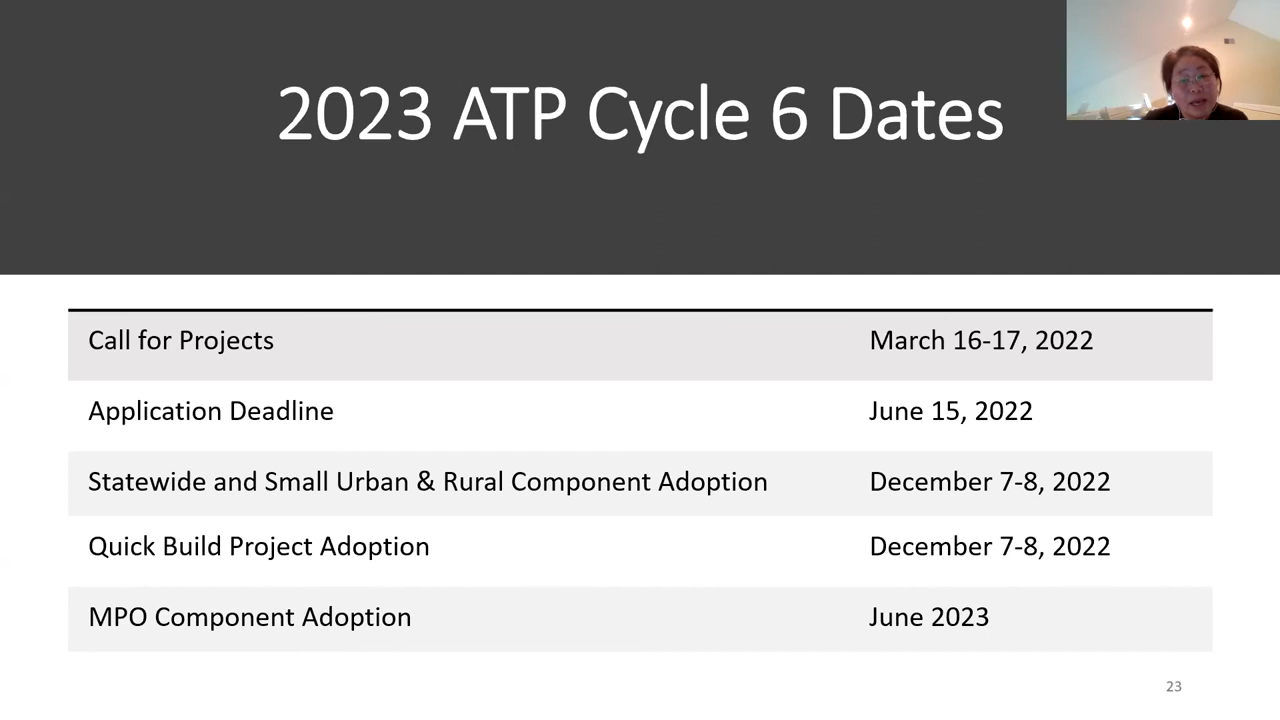 2023 ATP Cycle 6 Dates
Call for Projects March 16-17, 2022
Application Deadline June 15, 2022
Statewide and Small Urban & Rural Component Adoption December 7-8, 2022
Quick Build Project Adoption December 7-8, 2022
MPO Component Adoption June 2023
23